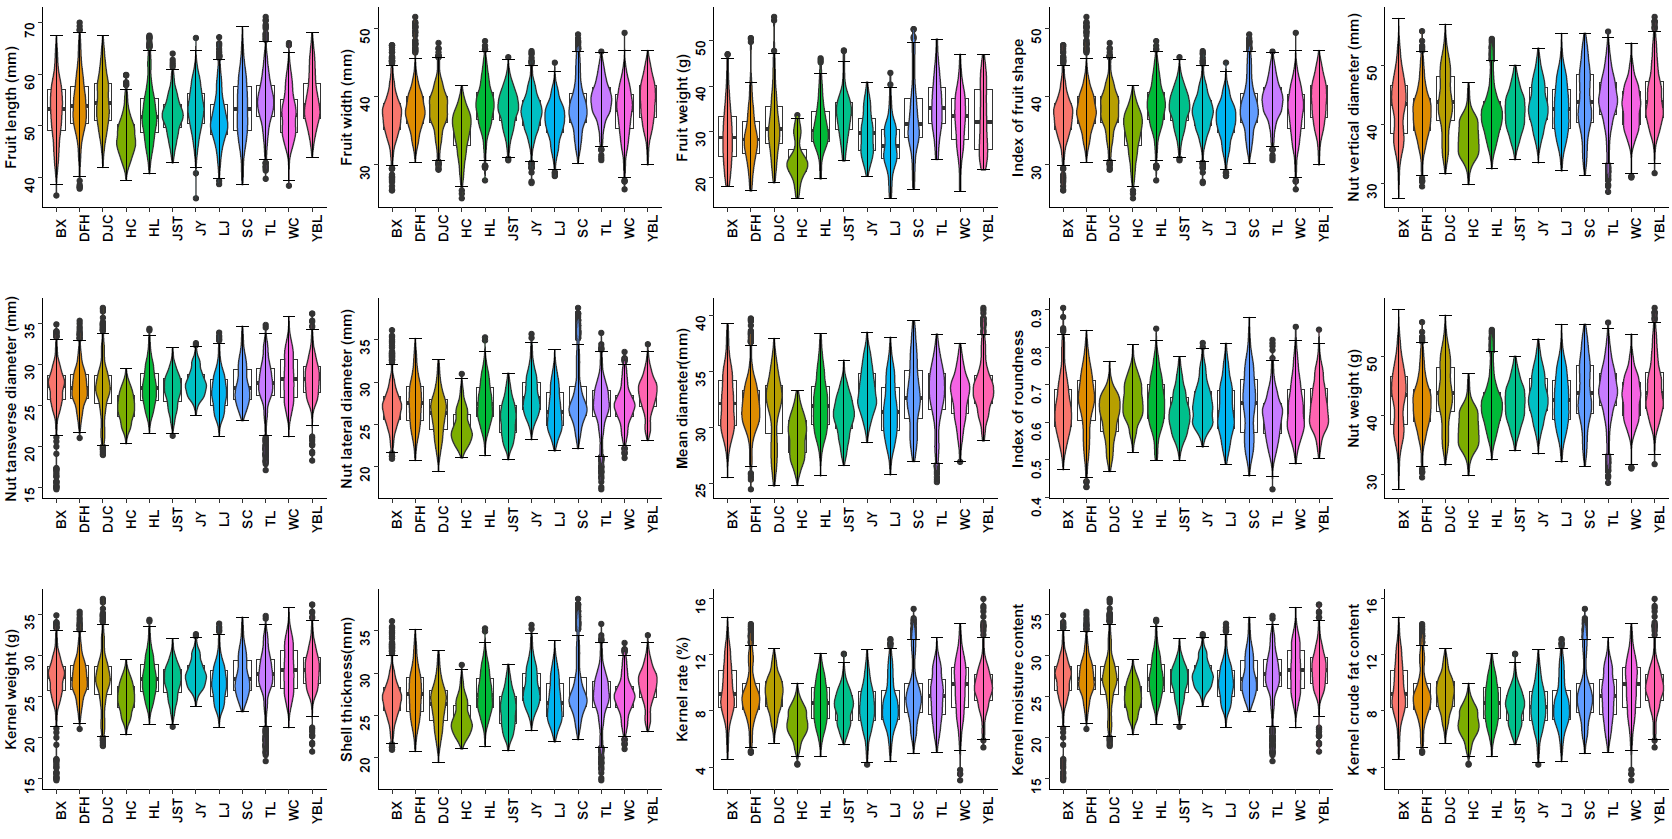 Fruit length (mm)
70
60
50
40
BX DFH DJC HC HL JST JY LJ SC TL WC YBL
Fruit width (mm)
50
40
30
BX DFH DJC HC HL JST JY LJ SC TL WC YBL
Fruit weight (g)
50
40
30
20
BX DFH DJC HC HL JST JY LJ SC TL WC YBL
Index of fruit shape
50
40
30
BX DFH DJC HC HL JST JY LJ SC TL WC YBL
Nut vertical diameter (mm)
50
40
30
BX DFH DJC HC HL JST JY LJ SC TL WC YBL
Nut tansverse diameter (mm)
35
30
25
20
15
BX DFH DJC HC HL JST JY LJ SC TL WC YBL
Nut lateral diameter (mm)
35
30
25
20
BX DFH DJC HC HL JST JY LJ SC TL WC YBL
Mean diameter(mm)
40
35
30
25
BX DFH DJC HC HL JST JY LJ SC TL WC YBL
Index of roundness
0.9
0.8
0.7
0.6
0.5
0.4
BX DFH DJC HC HL JST JY LJ SC TL WC YBL
Nut weight (g)
50
40
30
BX DFH DJC HC HL JST JY LJ SC TL WC YBL
Kernel weight (g)
35
30
25
20
15
BX DFH DJC HC HL JST JY LJ SC TL WC YBL
Shell thickness(mm)
35
30
25
20
BX DFH DJC HC HL JST JY LJ SC TL WC YBL
Kernel rate (%)
16
12
8
4
BX DFH DJC HC HL JST JY LJ SC TL WC YBL
Kernel moisture content
35
30
25
20
15
BX DFH DJC HC HL JST JY LJ SC TL WC YBL
Kernel crude fat content
16
12
8
4
BX DFH DJC HC HL JST JY LJ SC TL WC YBL